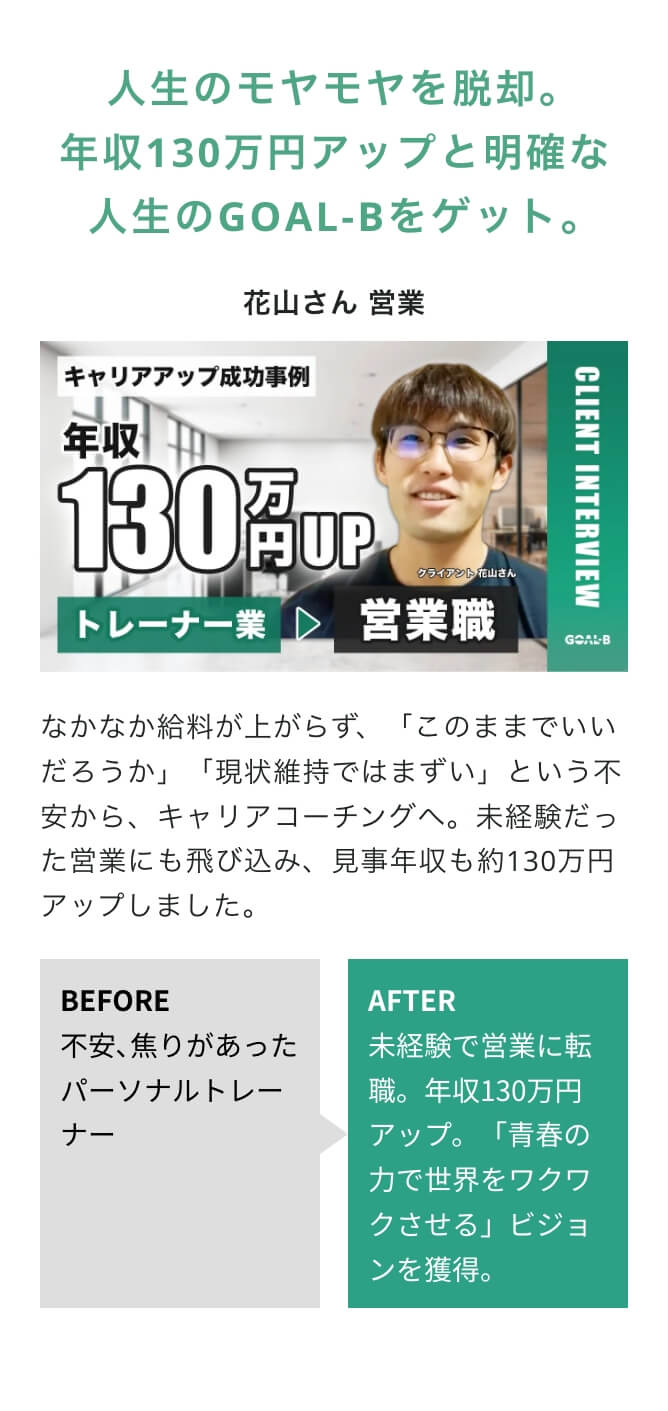 人生のモヤモヤを脱却。
年収130万円アップと明確な
人生のGOAL-Bをゲット。
花山さん 営業
キャリアアップ成功事例
年収
130万円UP
クライアント 花山さん
トレーナー業
営業職
CLIENT INTERVIEW
GOAL-B
なかなか給料が上がらず、「このままでいい
だろうか」「現状維持ではまずい」という不
安から、キャリアコーチングへ。未経験だっ
た営業にも飛び込み、見事年収も約130万円
アップしました。
BEFORE
不安、焦りがあった
パーソナルトレー
ナー
AFTER
未経験で営業に転
職。年収130万円
アップ。「青春の
力で世界をワクワ
クさせる」ビジョ
ンを獲得。